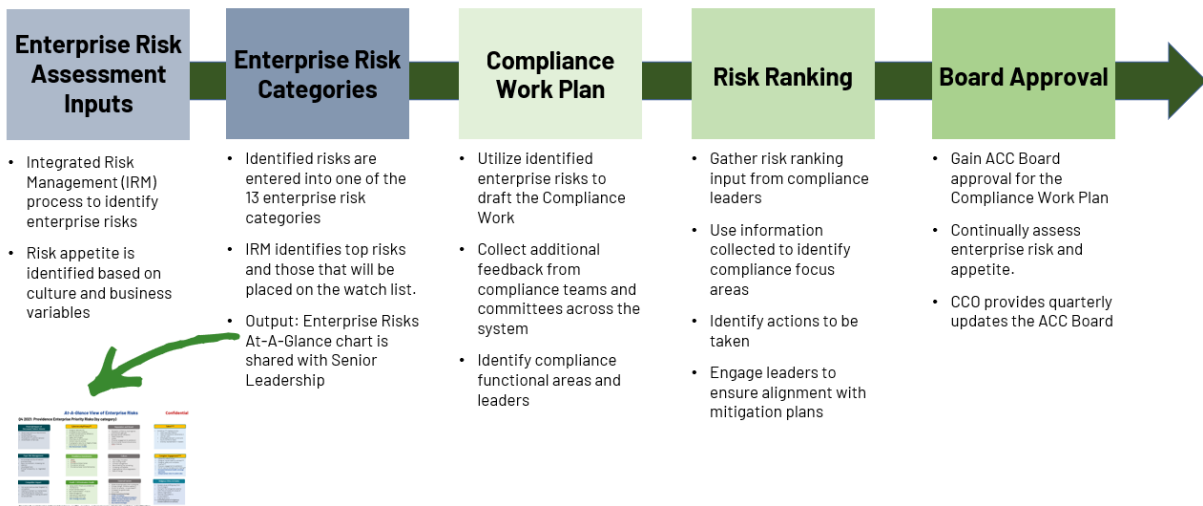 Enterprise Risk
Assessment
Inputs
• Integrated Risk
Management (IRM)
process to identify
enterprise risks
• Risk appetite is
identified based on
culture and business
variables
Enterprise Risk
Categories
• Identified risks are
entered into one of the
13 enterprise risk
categories
• IRM identifies top risks
and those that will be
placed on the watch list.
• Output: Enterprise Risks
At-A-Glance chart is
shared with Senior
Leadership
Compliance
Work Plan
• Utilize identified
enterprise risks to
draft the Compliance
Work
• Collect additional
feedback from
compliance teams and
committees across the
system
• Identify compliance
functional areas and
leaders
Risk Ranking
• Gather risk ranking
input from compliance
leaders
• Use information
collected to identify
compliance focus
areas
• Identify actions to be
taken
• Engage leaders to
ensure alignment with
mitigation plans
Board Approval
• Gain ACC Board
approval for the
Compliance Work Plan
• Continually assess
enterprise risk and
appetite.
• CCO provides quarterly
updates the ACC Board
At-A-Glance View of Enterprise Risks
Confidential
Providence Enterprise Priority Risks (by category)